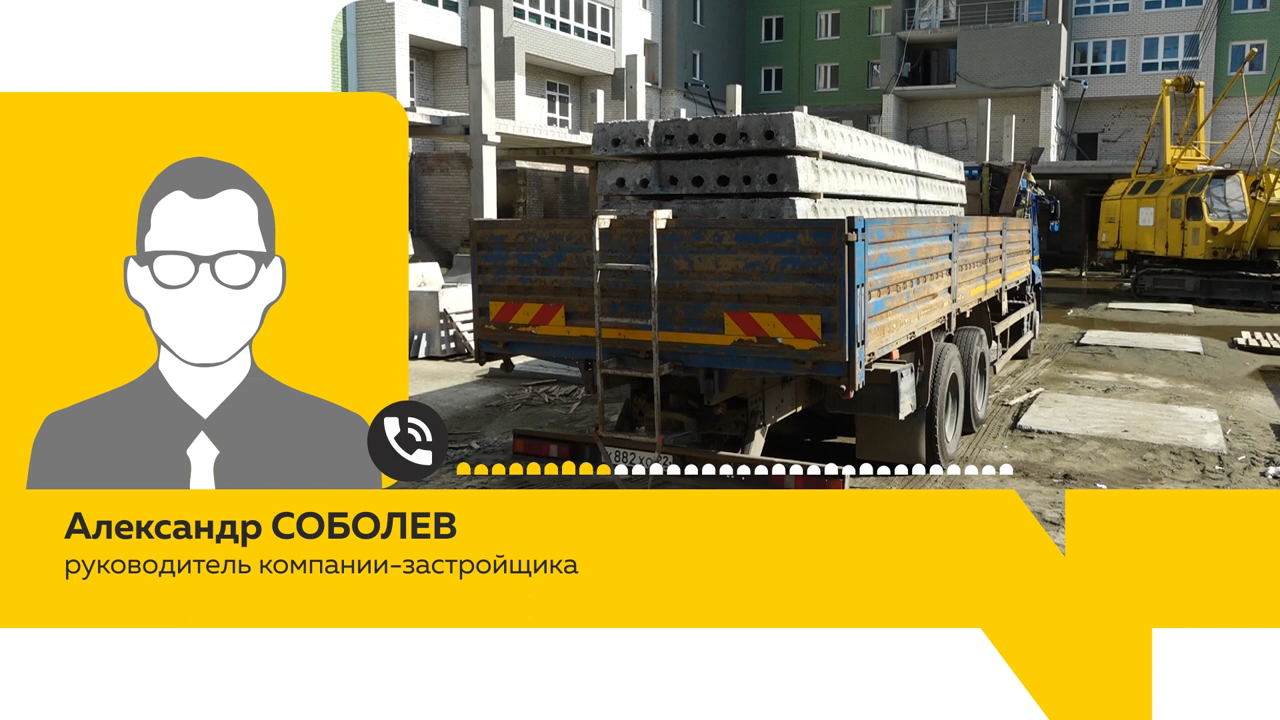 Александр СОБОЛЕВ
руководитель компании-застройщика